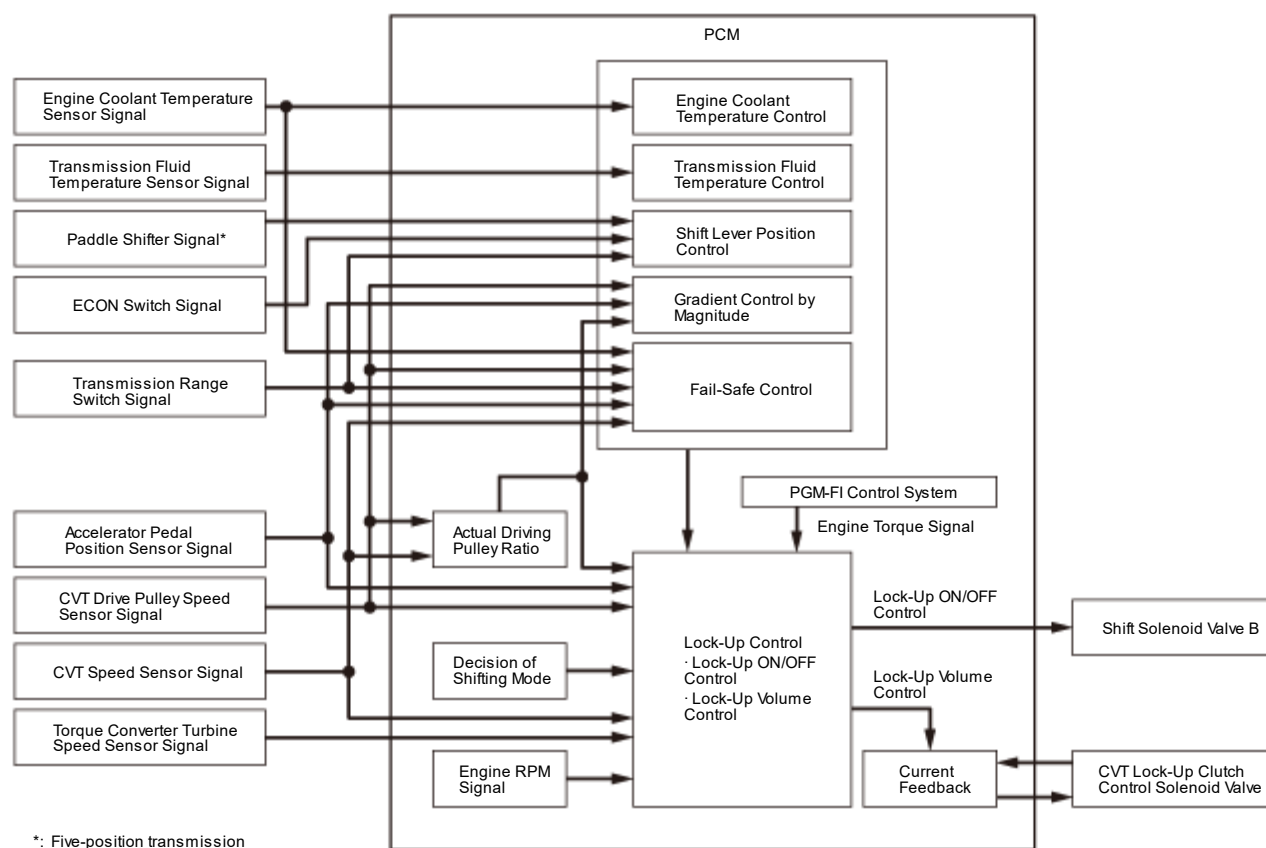 PCM
Engine Coolant Temperature
Sensor Signal
Transmission Fluid
Temperature Sensor Signal
Paddle Shifter Signal*
ECON Switch Signal
Transmission Range
Switch Signal
Accelerator Pedal
Position Sensor Signal
CVT Drive Pulley Speed
Sensor Signal
CVT Speed Sensor Signal
Torque Converter Turbine
Speed Sensor Signal
Engine Coolant
Temperature Control
Transmission Fluid
Temperature Control
Shift Lever Position
Control
Gradient Control by
Magnitude
Fail-Safe Control
Actual Driving
Pulley Ratio
PGM-FI Control System
Engine Torque Signal
Decision of
Shifting Mode
Engine RPM
Signal
Lock-Up Control
· Lock-Up ON/OFF
Control
· Lock-Up Volume
Control
Lock-Up ON/OFF
Control
Lock-Up Volume
Control
Current
Feedback
Shift Solenoid Valve B
CVT Lock-Up Clutch
Control Solenoid Valve
*: Five-position transmission